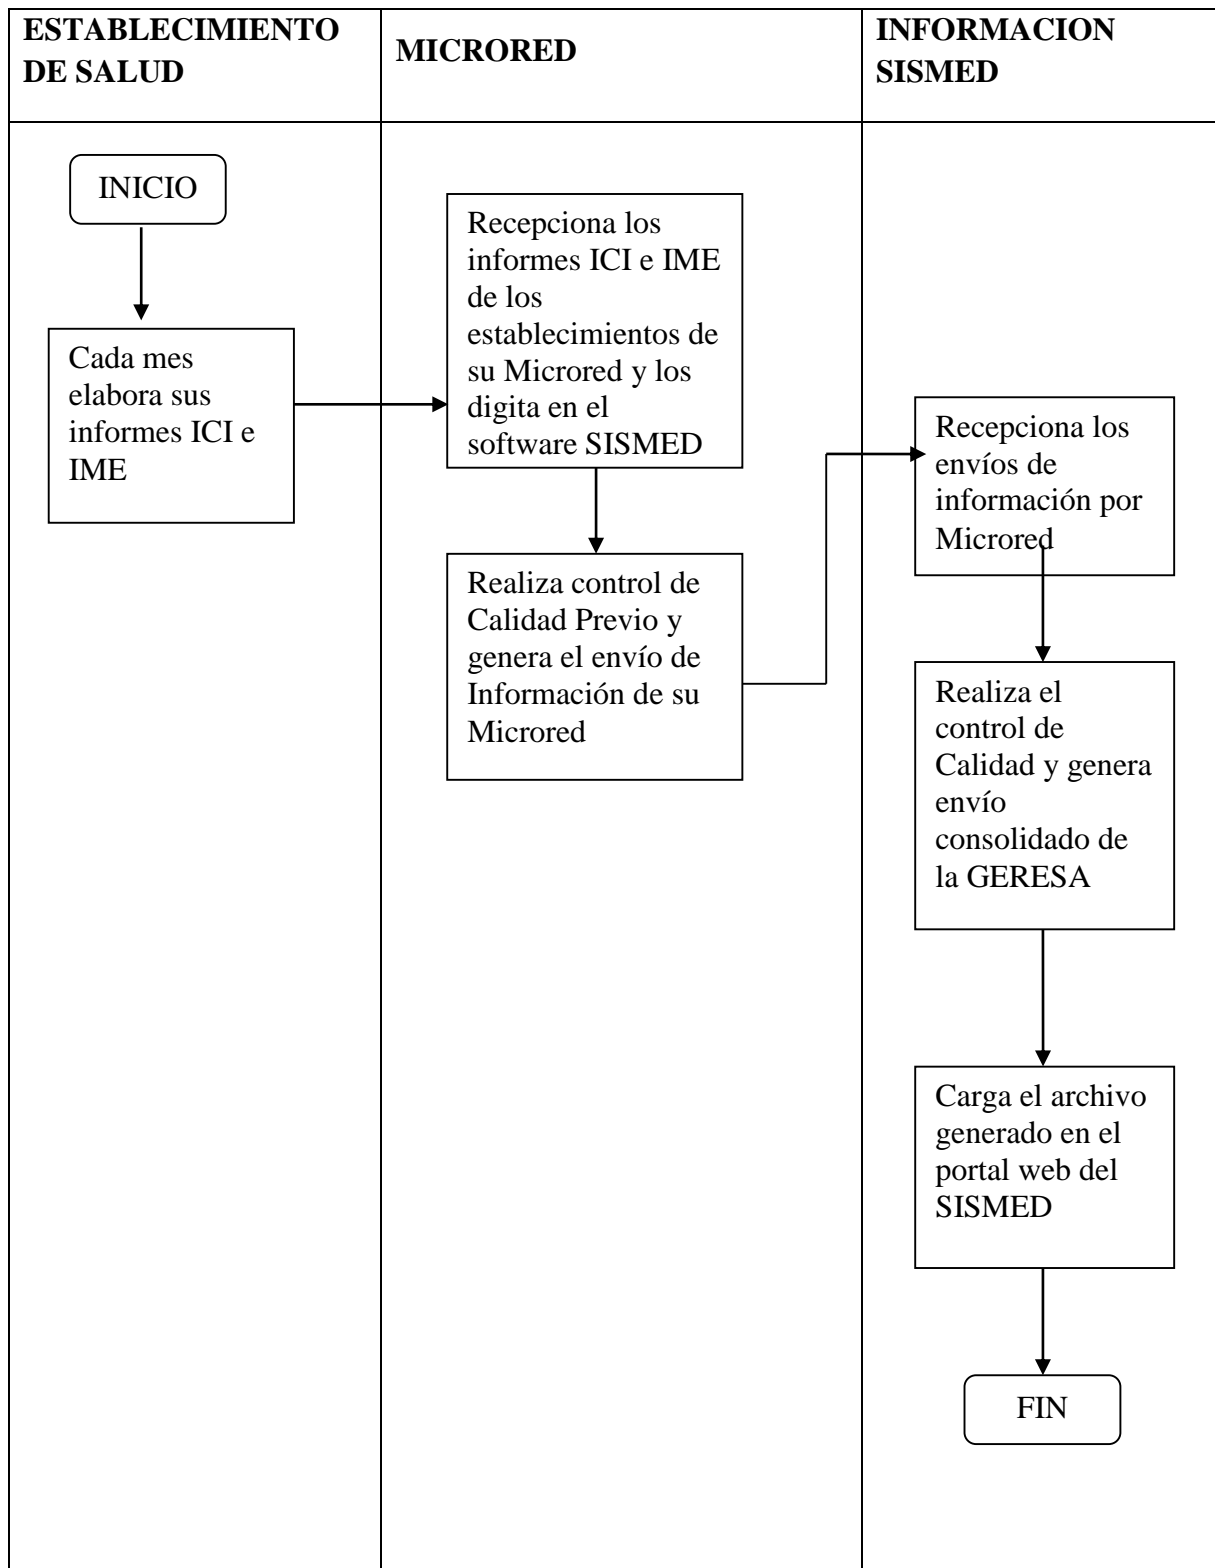 ESTABLECIMIENTO
DE SALUD
MICRORED
INFORMACION
SISMED
INICIO
Cada mes
elabora sus
informes ICI e
IME
Recepciona los
informes ICI e IME
de los
establecimientos de
su Microred y los
digita en el
software SISMED
Realiza control de
Calidad Previo y
genera el envío de
Información de su
Microred
Recepciona los
envíos de
información por
Microred
Realiza el
control de
Calidad y genera
envío
consolidado de
la GERESA
Carga el archivo
generado en el
portal web del
SISMED
FIN